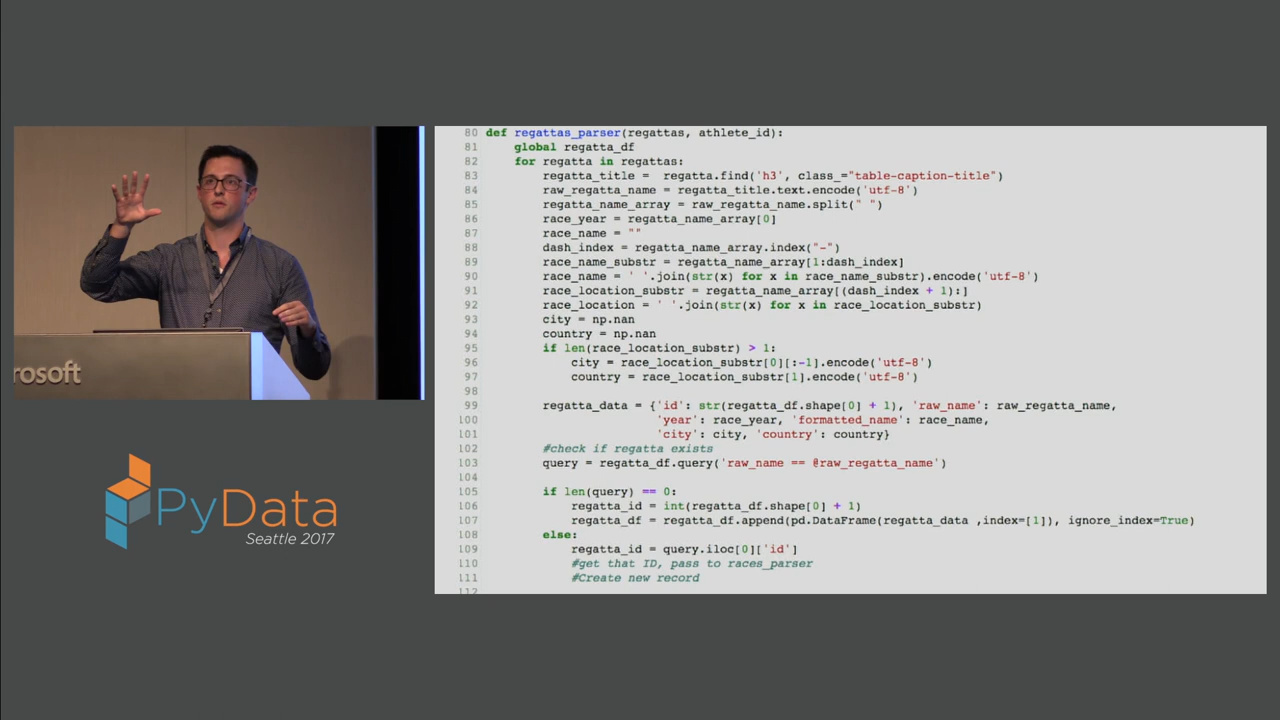 rosoft
PyData
Seattle 2017
80 def regattas_parser(regattas, athlete_id):
81 global regatta_df
82 for regatta in regattas:
83 regatta_title =  regatta.find('h3', class_="table-caption-title")
84 raw_regatta_name = regatta_title.text.encode('utf-8')
85 regatta_name_array = raw_regatta_name.split(" ")
86 race_year = regatta_name_array[0]
87 race_name = ""
88 dash_index = regatta_name_array.index("-")
89 race_name_substr = regatta_name_array[1:dash_index]
90 race_name = ' '.join(str(x) for x in race_name_substr).encode('utf-8')
91 race_location_substr = regatta_name_array[(dash_index + 1):]
92 race_location = ' '.join(str(x) for x in race_location_substr)
93 city = np.nan
94 country = np.nan
95 if len(race_location_substr) > 1:
96 city = race_location_substr[0][:-1].encode('utf-8')
97 country = race_location_substr[1].encode('utf-8')
98
99 regatta_data = {'id': str(regatta_df.shape[0] + 1), 'raw_name': raw_regatta_name,
100 'year': race_year, 'formatted_name': race_name,
101 'city': city, 'country': country}
102 #check if regatta exists
103 query = regatta_df.query('raw_name == @raw_regatta_name')
104
105 if len(query) == 0:
106 regatta_id = int(regatta_df.shape[0] + 1)
107 regatta_df = regatta_df.append(pd.DataFrame(regatta_data ,index=[1]), ignore_index=True)
108 else:
109 regatta_id = query.iloc[0]['id']
110 #get that ID, pass to races_parser
111 #Create new record
112